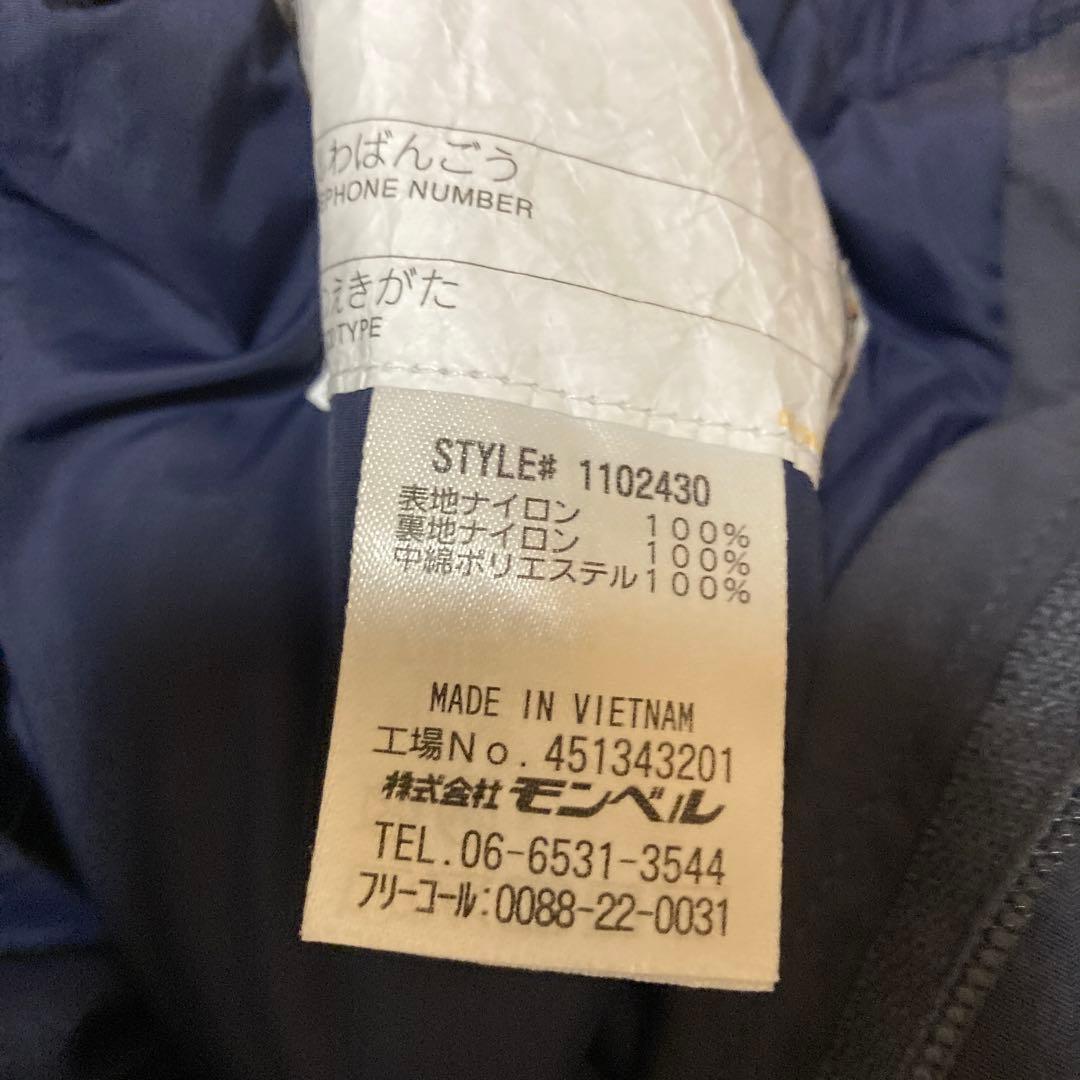 わばんごう
PHONE NUMBER
えきがた
TYPE
STYLE# 1102430
表地ナイロン 100%
裏地ナイロン 100%
中綿ポリエステル100%
MADE IN VIETNAM
工場No.451343201
株式会社 モンベル
TEL.06-6531-3544
フリーコール:0088-22-0031